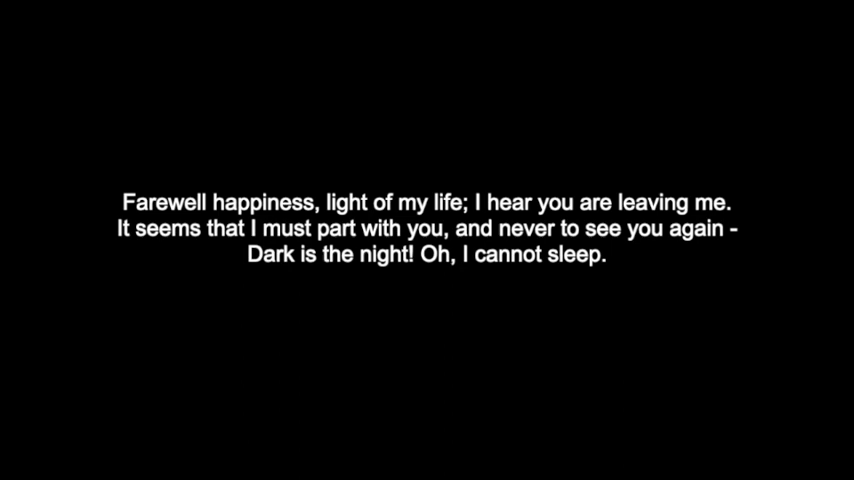 Farewell happiness, light of my life; I hear you are leaving me.
It seems that I must part with you, and never to see you again -
Dark is the night! Oh, I cannot sleep.